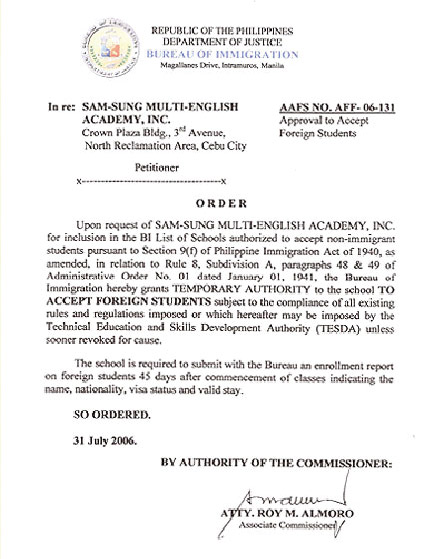 REPUBLIC OF THE PHILIPPINES
DEPARTMENT OF JUSTICE
BUREAU OF IMMIGRATION
Magallanes Drive, Intramuros, Manila
In re: SAM-SUNG MULTI-ENGLISH
ACADEMY, INC.
Crown Plaza Bldg., 3rd Avenue,
North Reclamation Area, Cebu City
AAFS NO. AFF- 06-131
Approval to Accept
Foreign Students
Petitioner
x---------------------------------------x
ORDER
Upon request of SAM-SUNG MULTI-ENGLISH ACADEMY, INC.
for inclusion in the BI List of Schools authorized to accept non-immigrant
students pursuant to Section 9(f) of Philippine Immigration Act of 1940,
as amended, in relation to Rule 8, Subdivision A, paragraphs 48 & 49 of
Administrative Order No. 01 dated January 01, 1941, the Bureau of
Immigration hereby grants TEMPORARY AUTHORITY to the school TO
ACCEPT FOREIGN STUDENTS subject to the compliance of all existing
rules and regulations imposed or which hereafter may be imposed by the
Technical Education and Skills Development Authority (TESDA) unless
sooner revoked for cause.
The school is required to submit with the Bureau an enrollment report
on foreign students 45 days after commencement of classes indicating the
name, nationality, visa status and valid stay.
SO ORDERED.
31 July 2006.
BY AUTHORITY OF THE COMMISSIONER:
ATTY. ROY M. ALMORO
Associate Commissioner